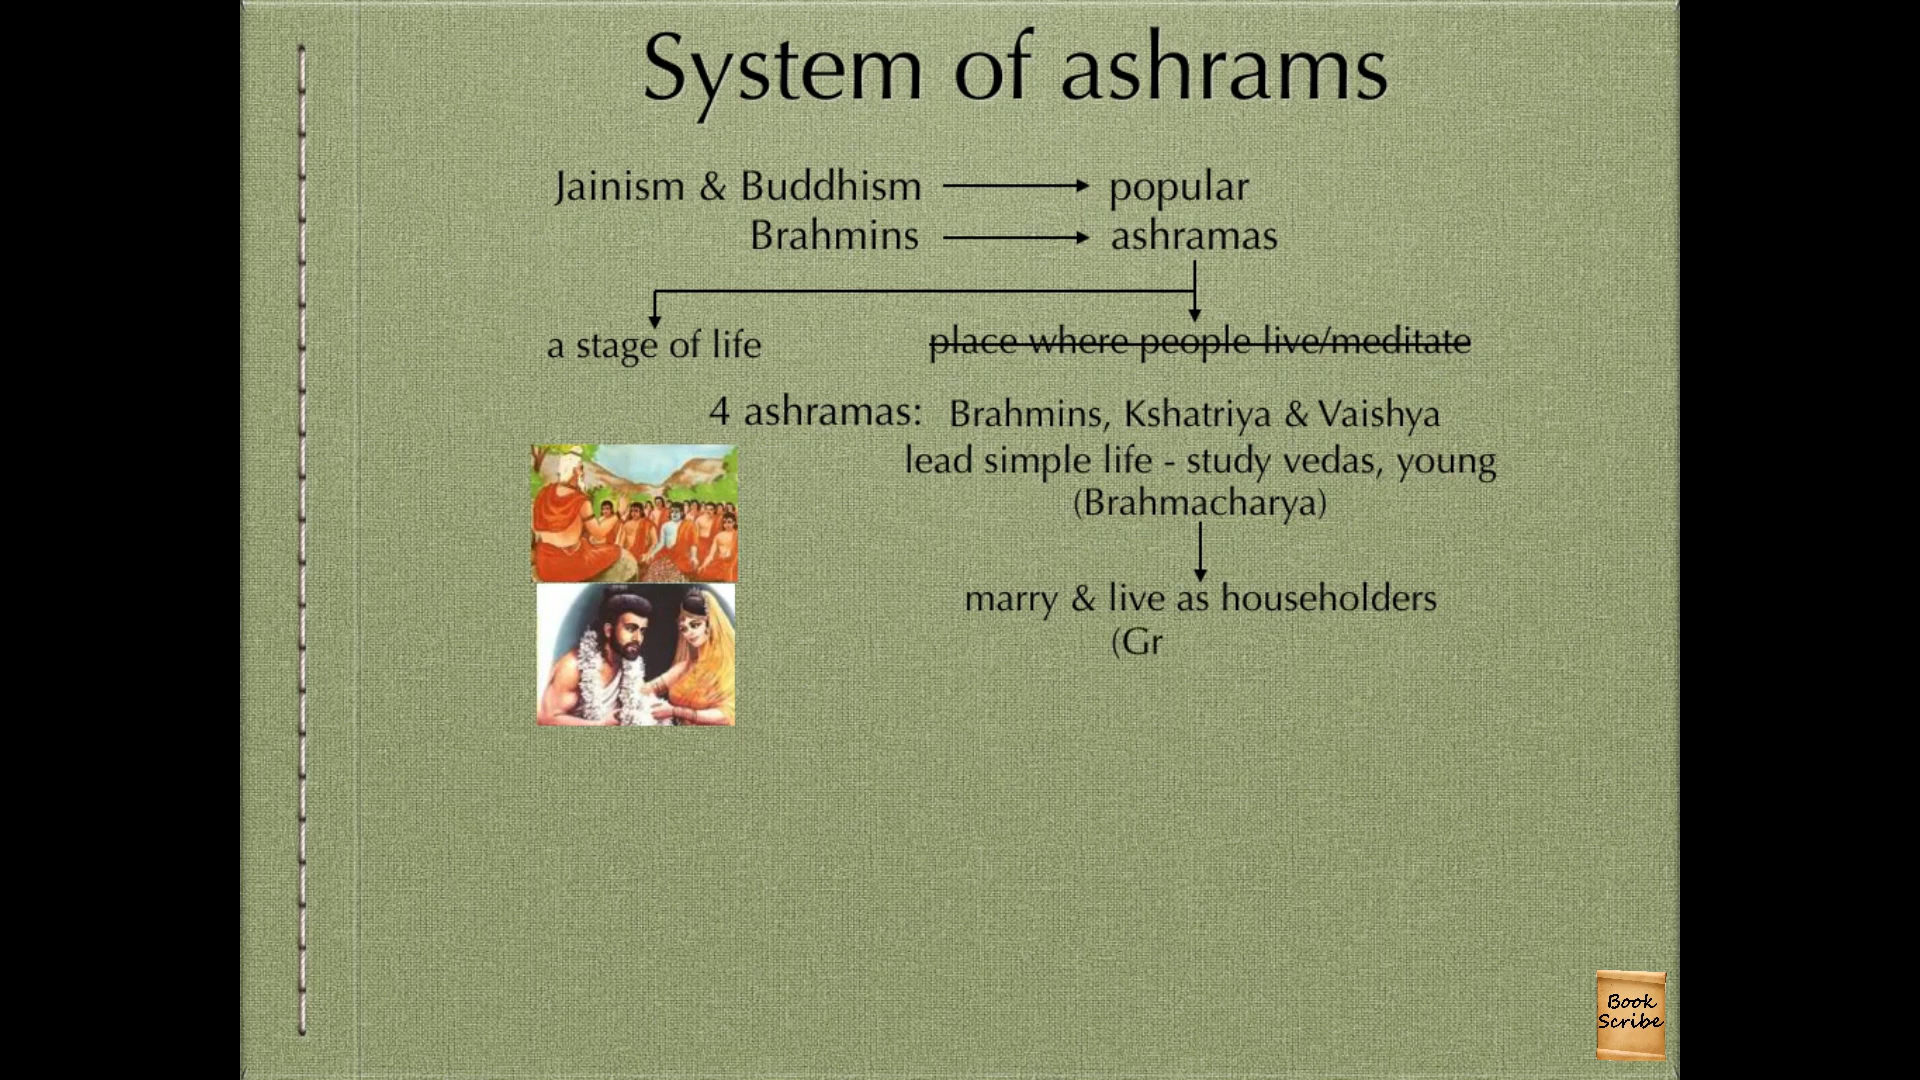 System of ashrams
Jainism & Buddhism popular
Brahmins ashramas
a stage of life place where people live/meditate
4 ashramas: Brahmins, Kshatriya & Vaishya
lead simple life - study vedas, young
(Brahmacharya)
marry & live as householders
(Gr
Book
Scribe